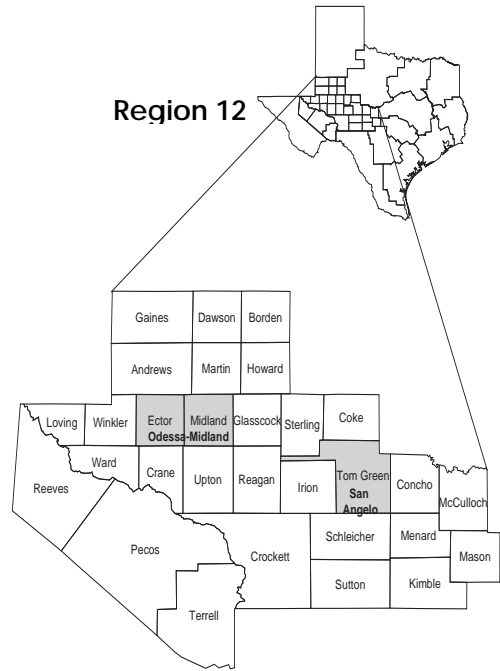 Region 12
Gaines Dawson Borden
Andrews Martin Howard
Loving Winkler Ector Midland Glasscock Sterling Coke
Odessa-Midland
Ward Crane Upton Reagan Irion Tom Green Concho McCulloch
San
Angelo
Reeves
Pecos Crockett Schleicher Menard Mason
Terrell Sutton Kimble